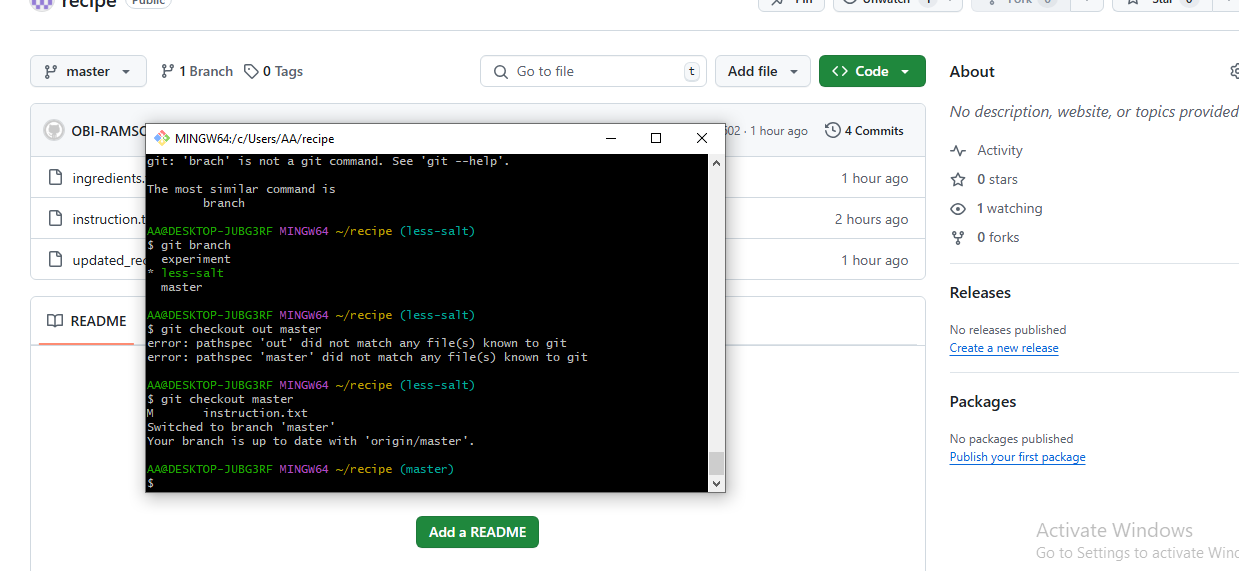 recipe Public
Pin Unwatch 1 Fork 0 Star 0
master 1 Branch 0 Tags Go to file t Add file Code
OBI-RAMSO 602 · 1 hour ago 4 Commits
ingredients. 1 hour ago
instruction.t 2 hours ago
updated_rec 1 hour ago
README
MINGW64:/c/Users/AA/recipe
git: 'brach' is not a git command. See 'git --help'.
The most similar command is
branch
AA@DESKTOP-JUBG3RF MINGW64 ~/recipe (less-salt)
$ git branch
experiment
* less-salt
master
AA@DESKTOP-JUBG3RF MINGW64 ~/recipe (less-salt)
$ git checkout out master
error: pathspec 'out' did not match any file(s) known to git
error: pathspec 'master' did not match any file(s) known to git
AA@DESKTOP-JUBG3RF MINGW64 ~/recipe (less-salt)
$ git checkout master
M instruction.txt
Switched to branch 'master'
Your branch is up to date with 'origin/master'.
AA@DESKTOP-JUBG3RF MINGW64 ~/recipe (master)
$
Add a README
About
No description, website, or topics provided
Activity
0 stars
1 watching
0 forks
Releases
No releases published
Create a new release
Packages
No packages published
Publish your first package
Activate Windows
Go to Settings to activate Win